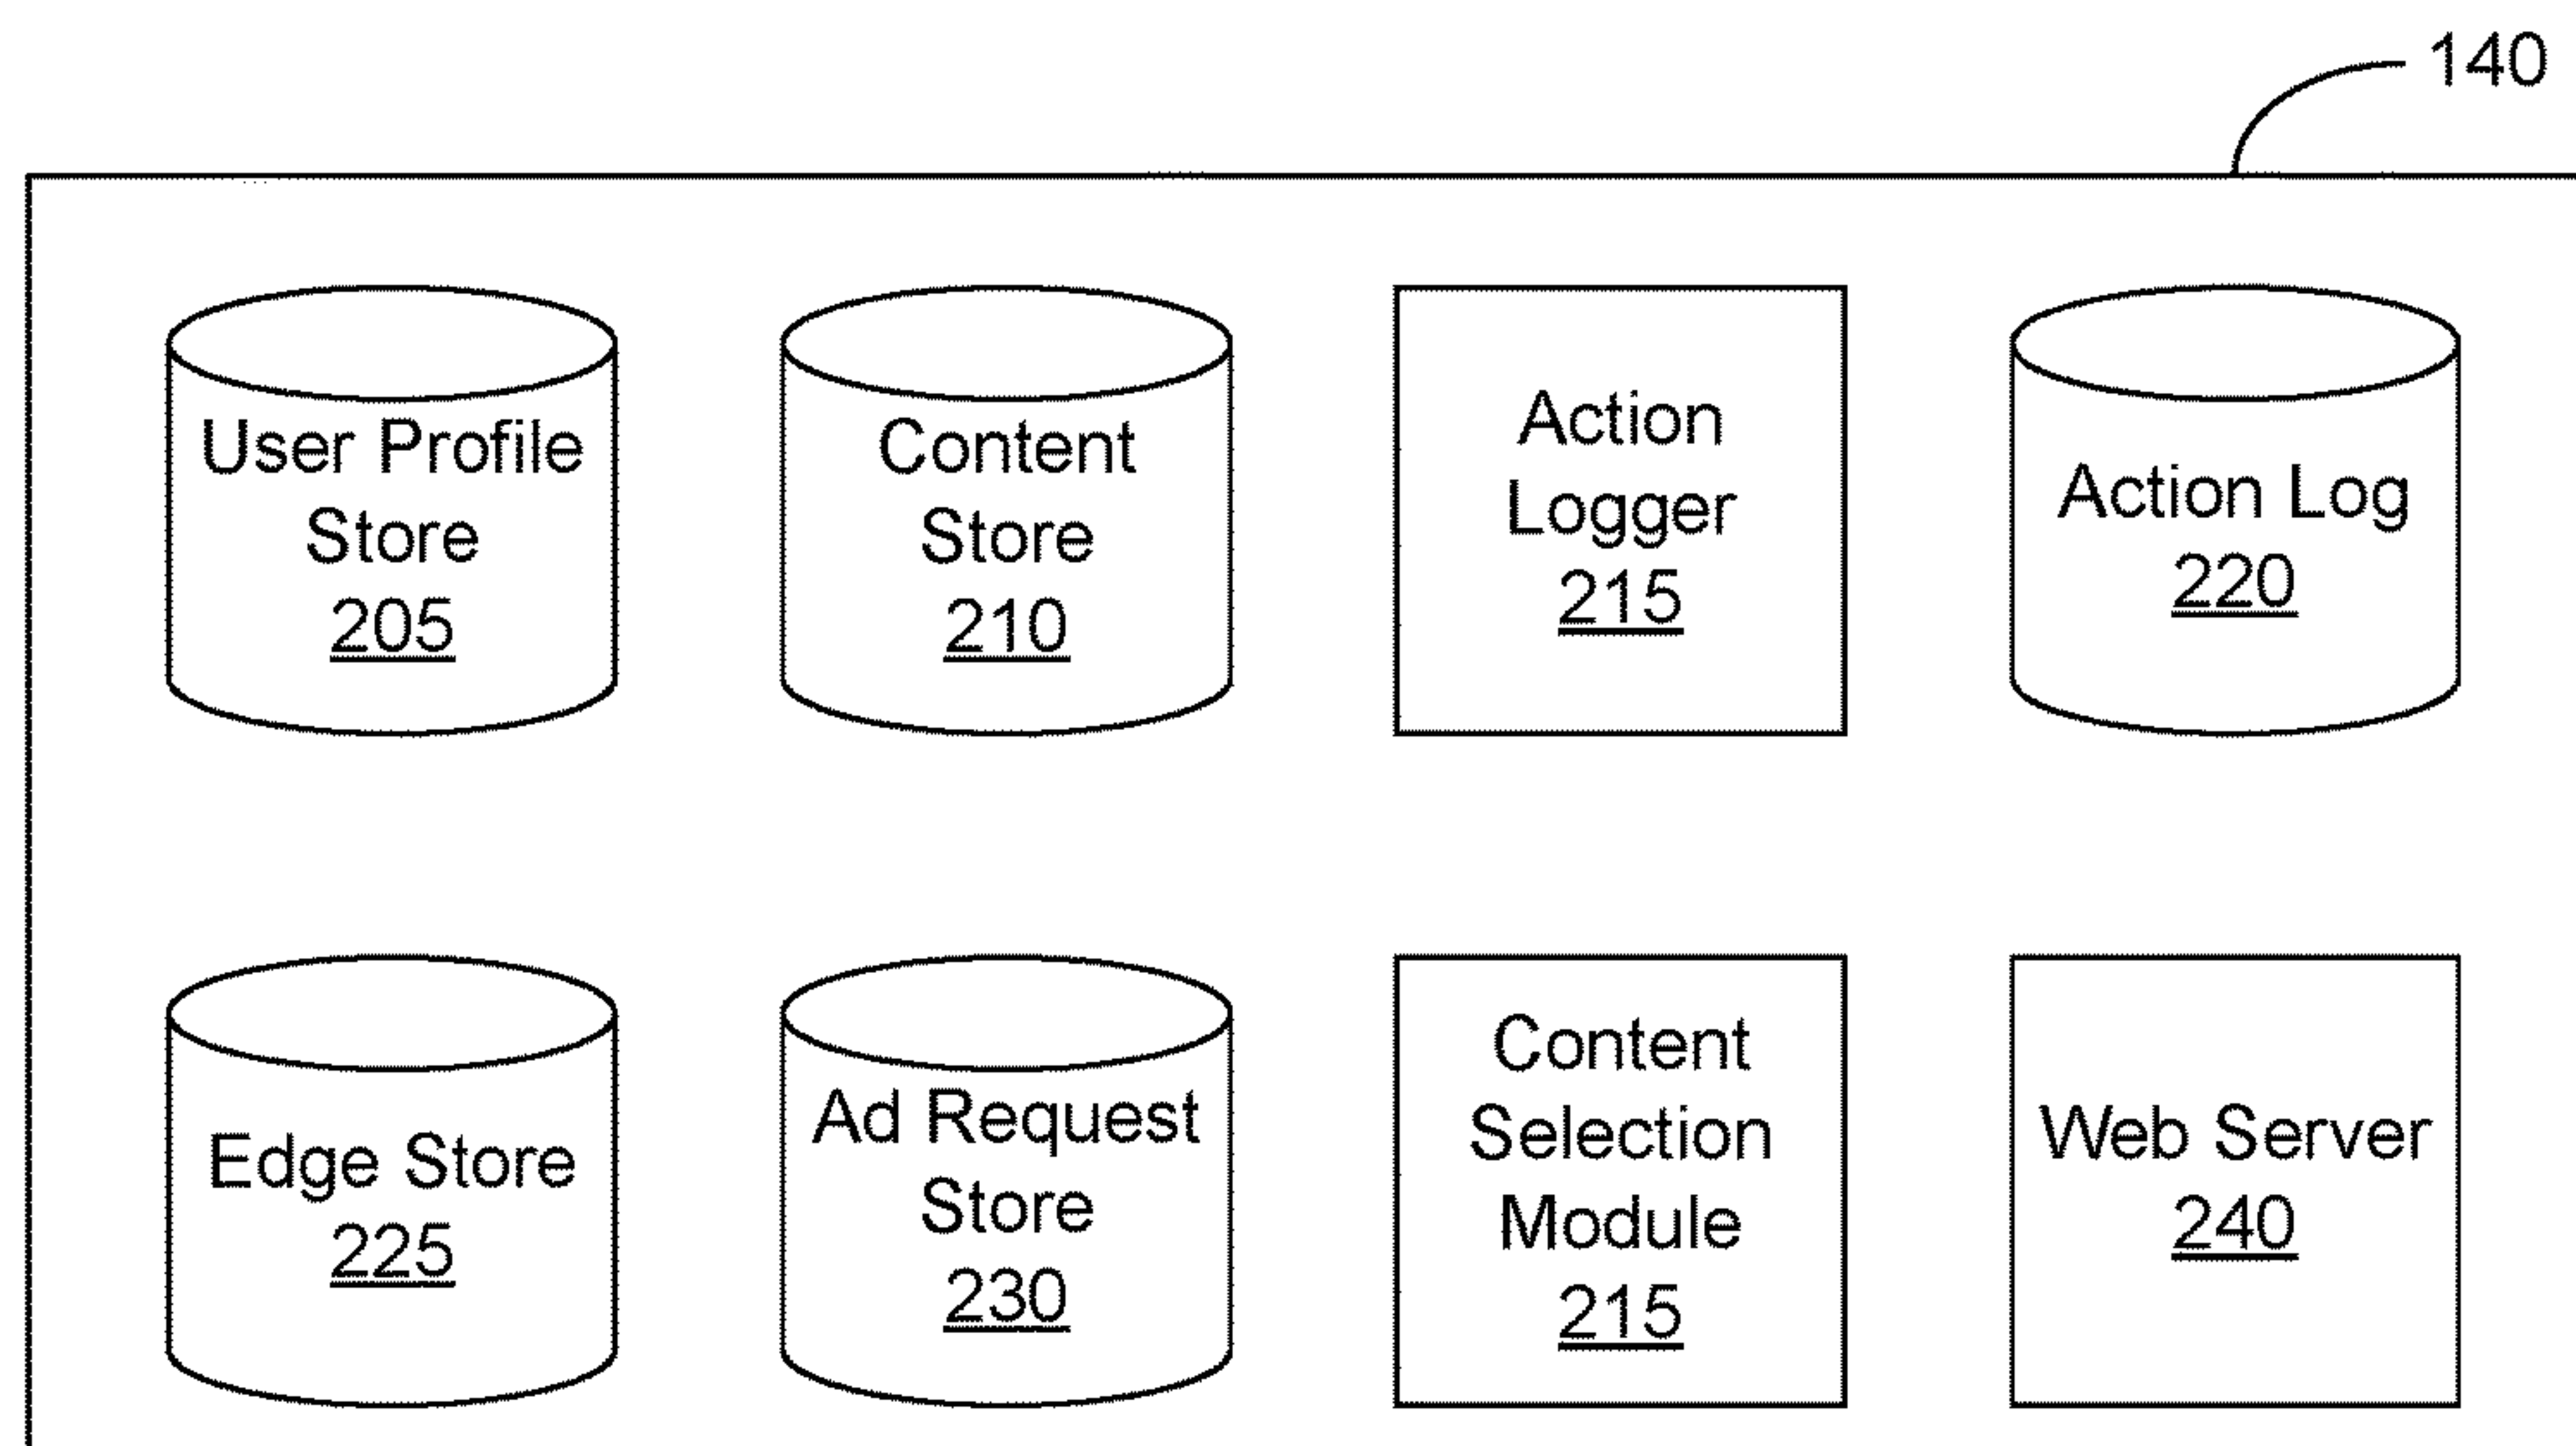 140
User Profile
Store
205
Content
Store
210
Action
Logger
215
Action Log
220
Edge Store
225
Ad Request
Store
230
Content
Selection
Module
215
Web Server
240